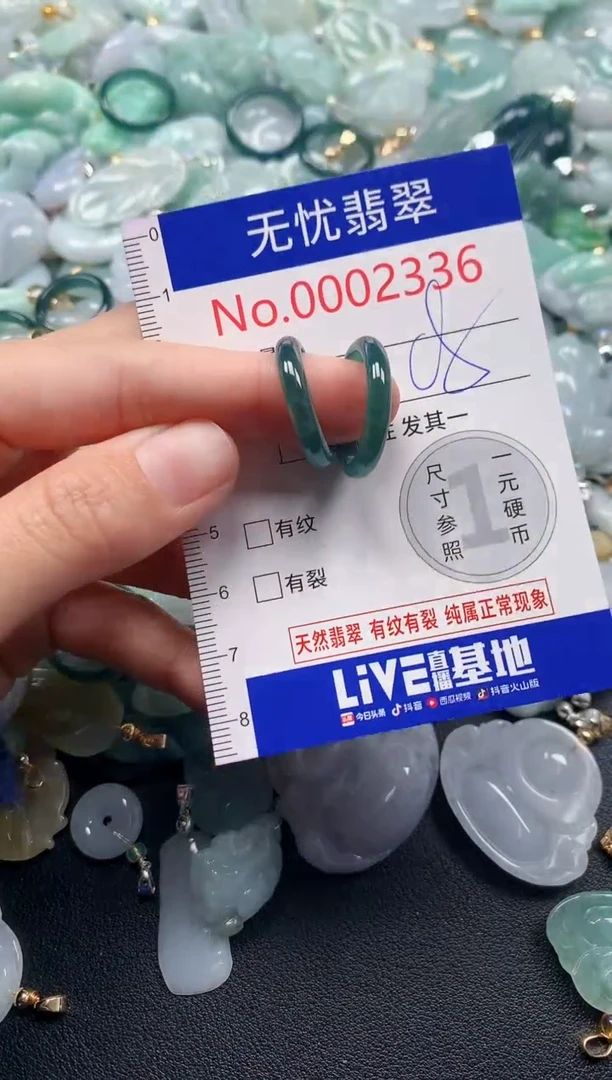 无忧翡翠
No.0002336
发其一
尺寸参照
1
一元硬币
有纹
有裂
天然翡翠 有纹有裂 纯属正常现象
LiVE直播基地
头条 今日头条 抖音 西瓜视频 抖音火山版
0
1
5
6
7
8